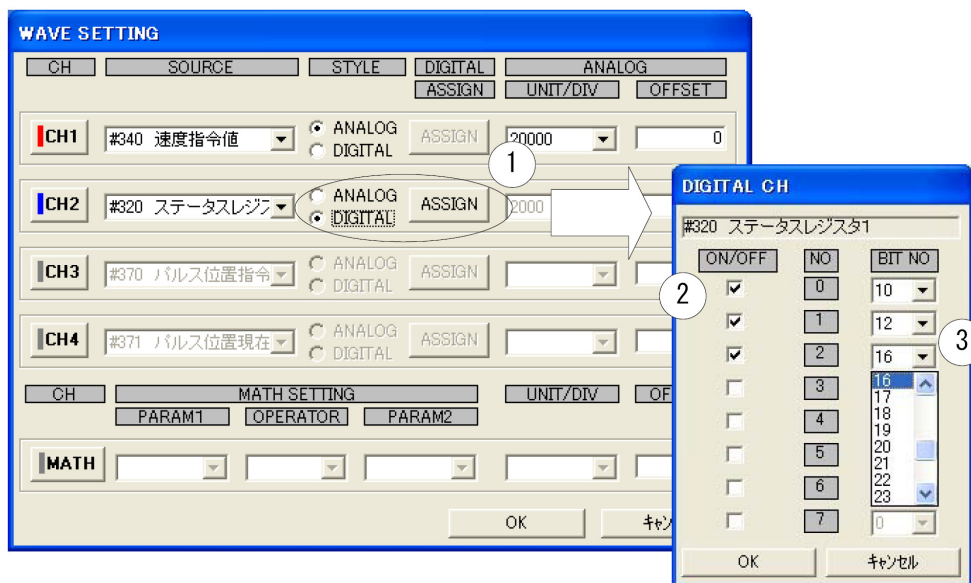 WAVE SETTING
CH SOURCE STYLE DIGITAL ANALOG
ASSIGN UNIT/DIV OFFSET
CH1 #340 速度指令値 ANALOG DIGITAL ASSIGN 20000 0
1
CH2 #320 ステータスレジス ANALOG DIGITAL ASSIGN 2000
CH3 #370 パルス位置指令 ANALOG DIGITAL ASSIGN
CH4 #371 パルス位置現在 ANALOG DIGITAL ASSIGN
CH MATH SETTING UNIT/DIV OF
PARAM1 OPERATOR PARAM2
MATH
OK キャン
DIGITAL CH
#320 ステータスレジスタ1
ON/OFF NO BIT NO
2
0 10
1 12
3
2 16
3 16
17
4 18
19
5 20
21
6 22
23
7 0
OK キャンセル